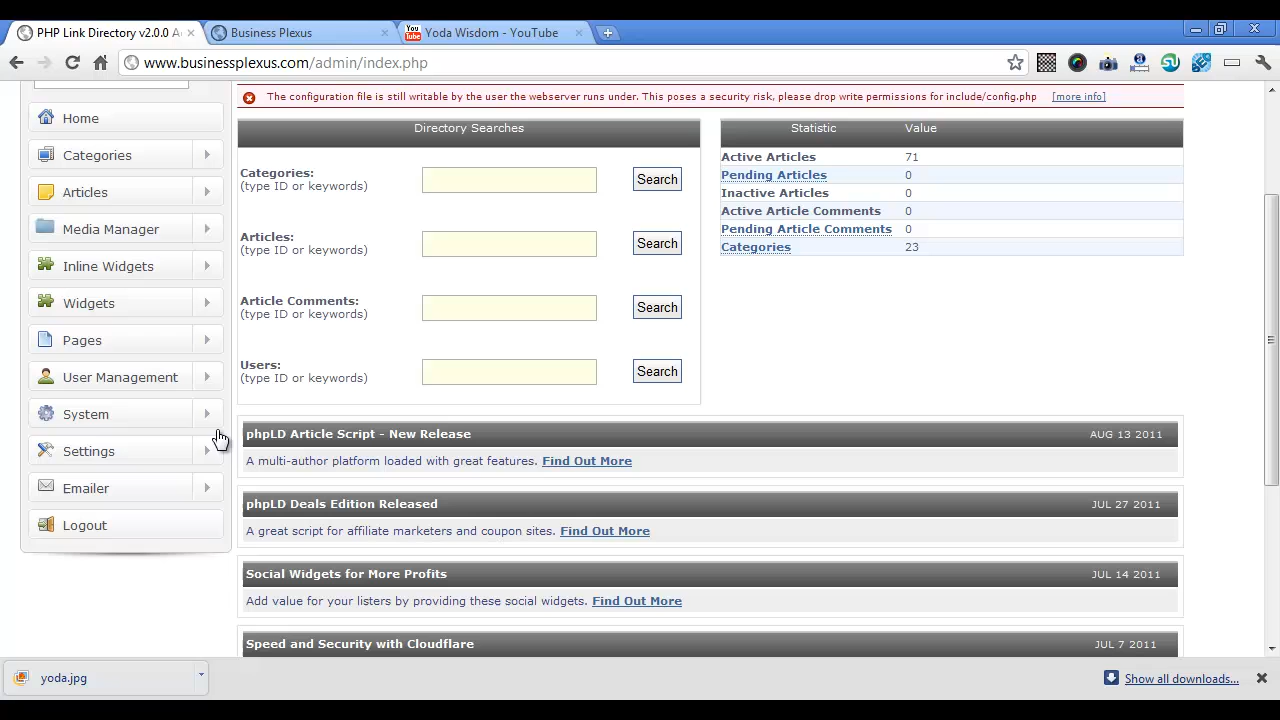 PHP Link Directory v2.0.0 A
Business Plexus
You Tube
Yoda Wisdom - YouTube
www.businessplexus.com/admin/index.php
The configuration file is still writable by the user the webserver runs under. This poses a security risk, please drop write permissions for include/config.php [more info]
Home
Categories
Articles
Media Manager
Inline Widgets
Widgets
Pages
User Management
System
Settings
Emailer
Logout
Directory Searches
Categories:
(type ID or keywords)
Search
Articles:
(type ID or keywords)
Search
Article Comments:
(type ID or keywords)
Search
Users:
(type ID or keywords)
Search
Statistic Value
Active Articles 71
Pending Articles 0
Inactive Articles 0
Active Article Comments 0
Pending Article Comments 0
Categories 23
phpLD Article Script - New Release AUG 13 2011
A multi-author platform loaded with great features. Find Out More
phpLD Deals Edition Released JUL 27 2011
A great script for affiliate marketers and coupon sites. Find Out More
Social Widgets for More Profits JUL 14 2011
Add value for your listers by providing these social widgets. Find Out More
Speed and Security with Cloudflare JUL 7 2011
yoda.jpg
Show all downloads...